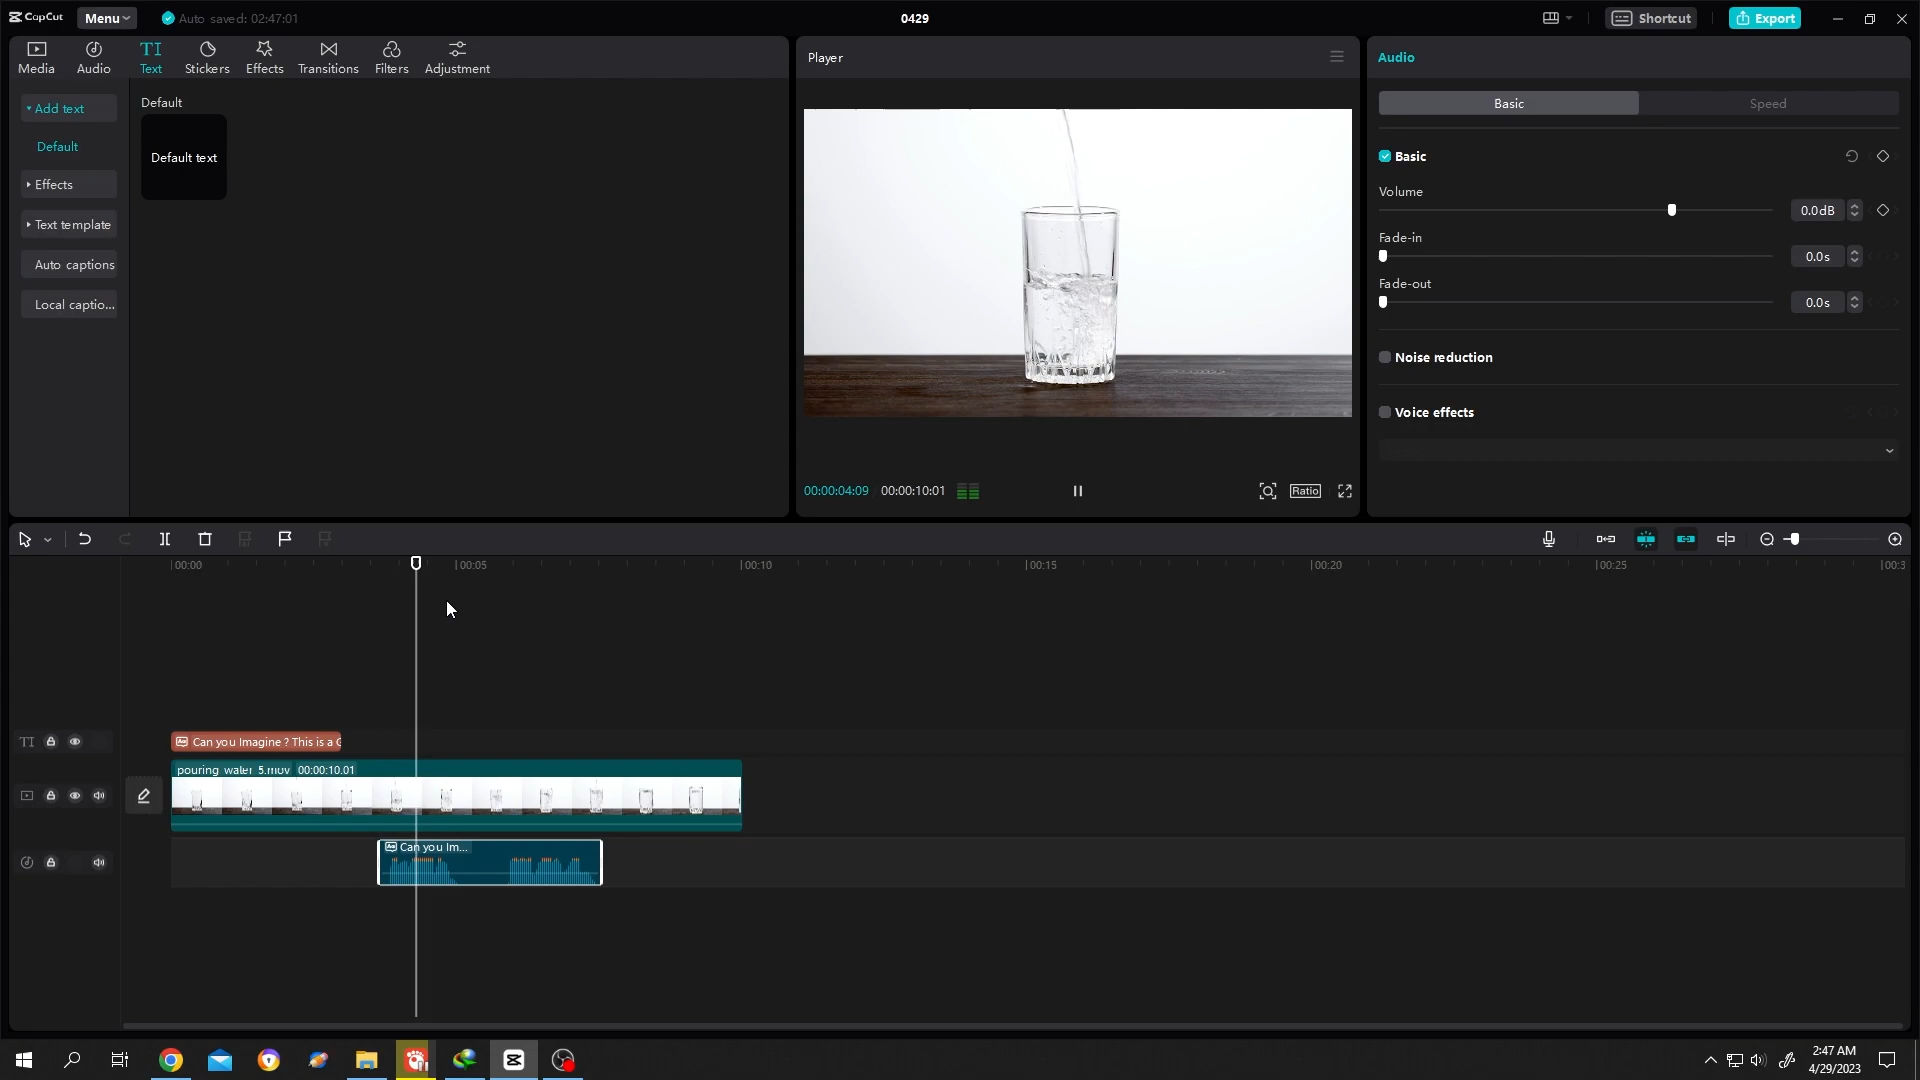 CapCut
Menu
Auto saved: 02:47:01
0429
Shortcut
Export
Media
Audio
TI
Text
Stickers
Effects
Transitions
Filters
Adjustment
Add text
Default
Effects
Text template
Auto captions
Local captio...
Default
Default text
Player
00:00:04:09
00:00:10:01
Ratio
Audio
Basic
Speed
Basic
Volume
0.0dB
Fade-in
0.0s
Fade-out
0.0s
Noise reduction
Voice effects
00:00
00:05
00:10
00:15
00:20
00:25
00:3
TI
Can you Imagine ? This is a G
pouring_water_5.mov 00:00:10:01
Can you Im...
2:47 AM
4/29/2023